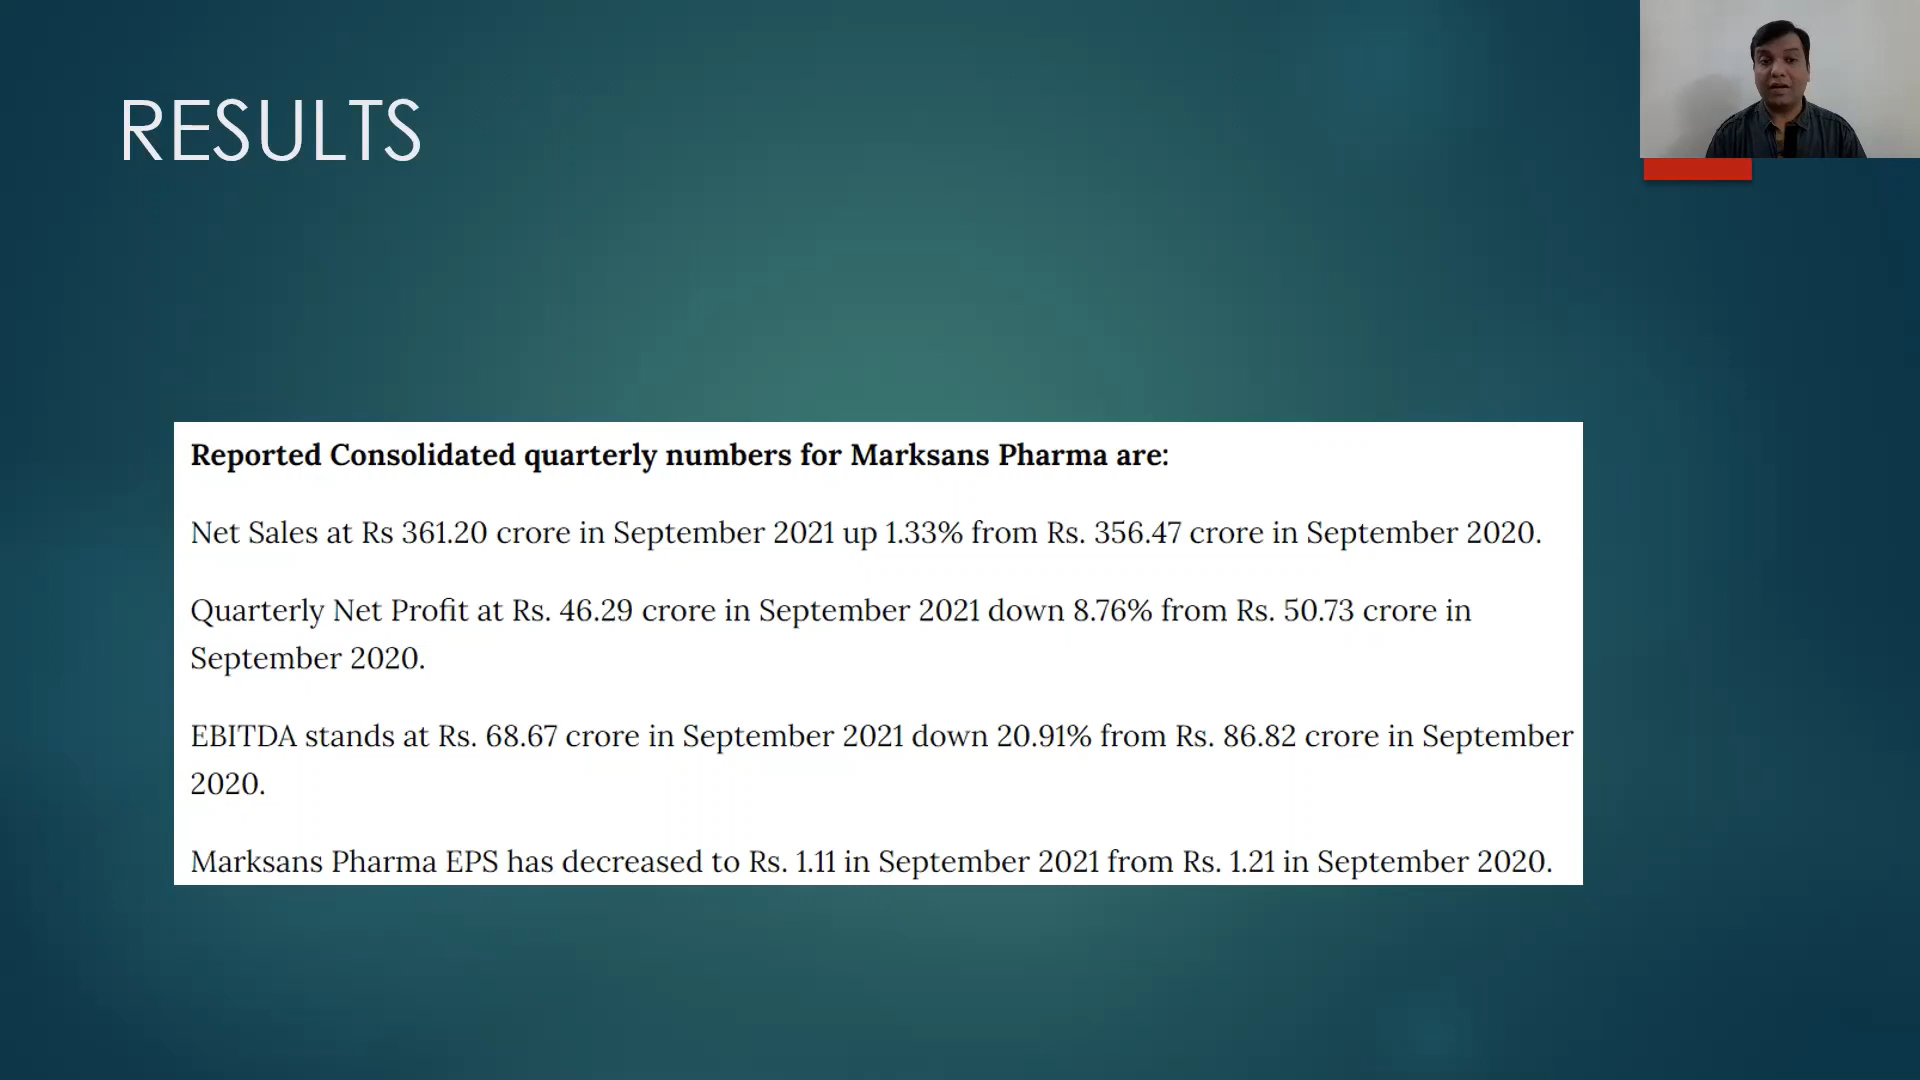 RESULTS
Reported Consolidated quarterly numbers for Marksans Pharma are:
Net Sales at Rs 361.20 crore in September 2021 up 1.33% from Rs. 356.47 crore in September 2020.
Quarterly Net Profit at Rs. 46.29 crore in September 2021 down 8.76% from Rs. 50.73 crore in
September 2020.
EBITDA stands at Rs. 68.67 crore in September 2021 down 20.91% from Rs. 86.82 crore in September
2020.
Marksans Pharma EPS has decreased to Rs. 1.11 in September 2021 from Rs. 1.21 in September 2020.